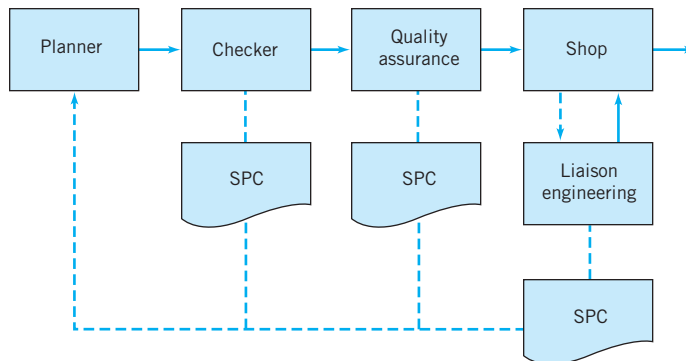 Planner
Checker
Quality
assurance
Shop
SPC
SPC
Liaison
engineering
SPC